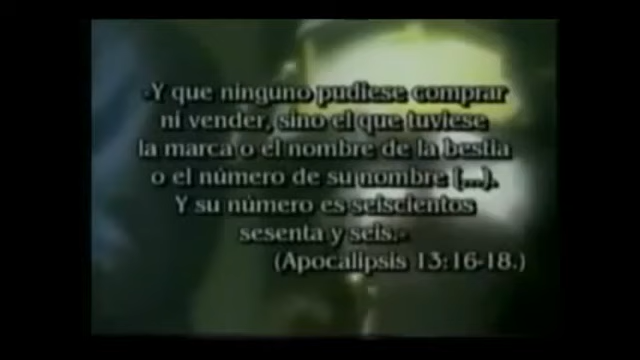 «Y que ninguno pudiese comprar
ni vender, sino el que tuviese
la marca o el nombre de la bestia
o el número de su nombre (...).
Y su número es seiscientos
sesenta y seis.»
(Apocalipsis 13:16-18.)